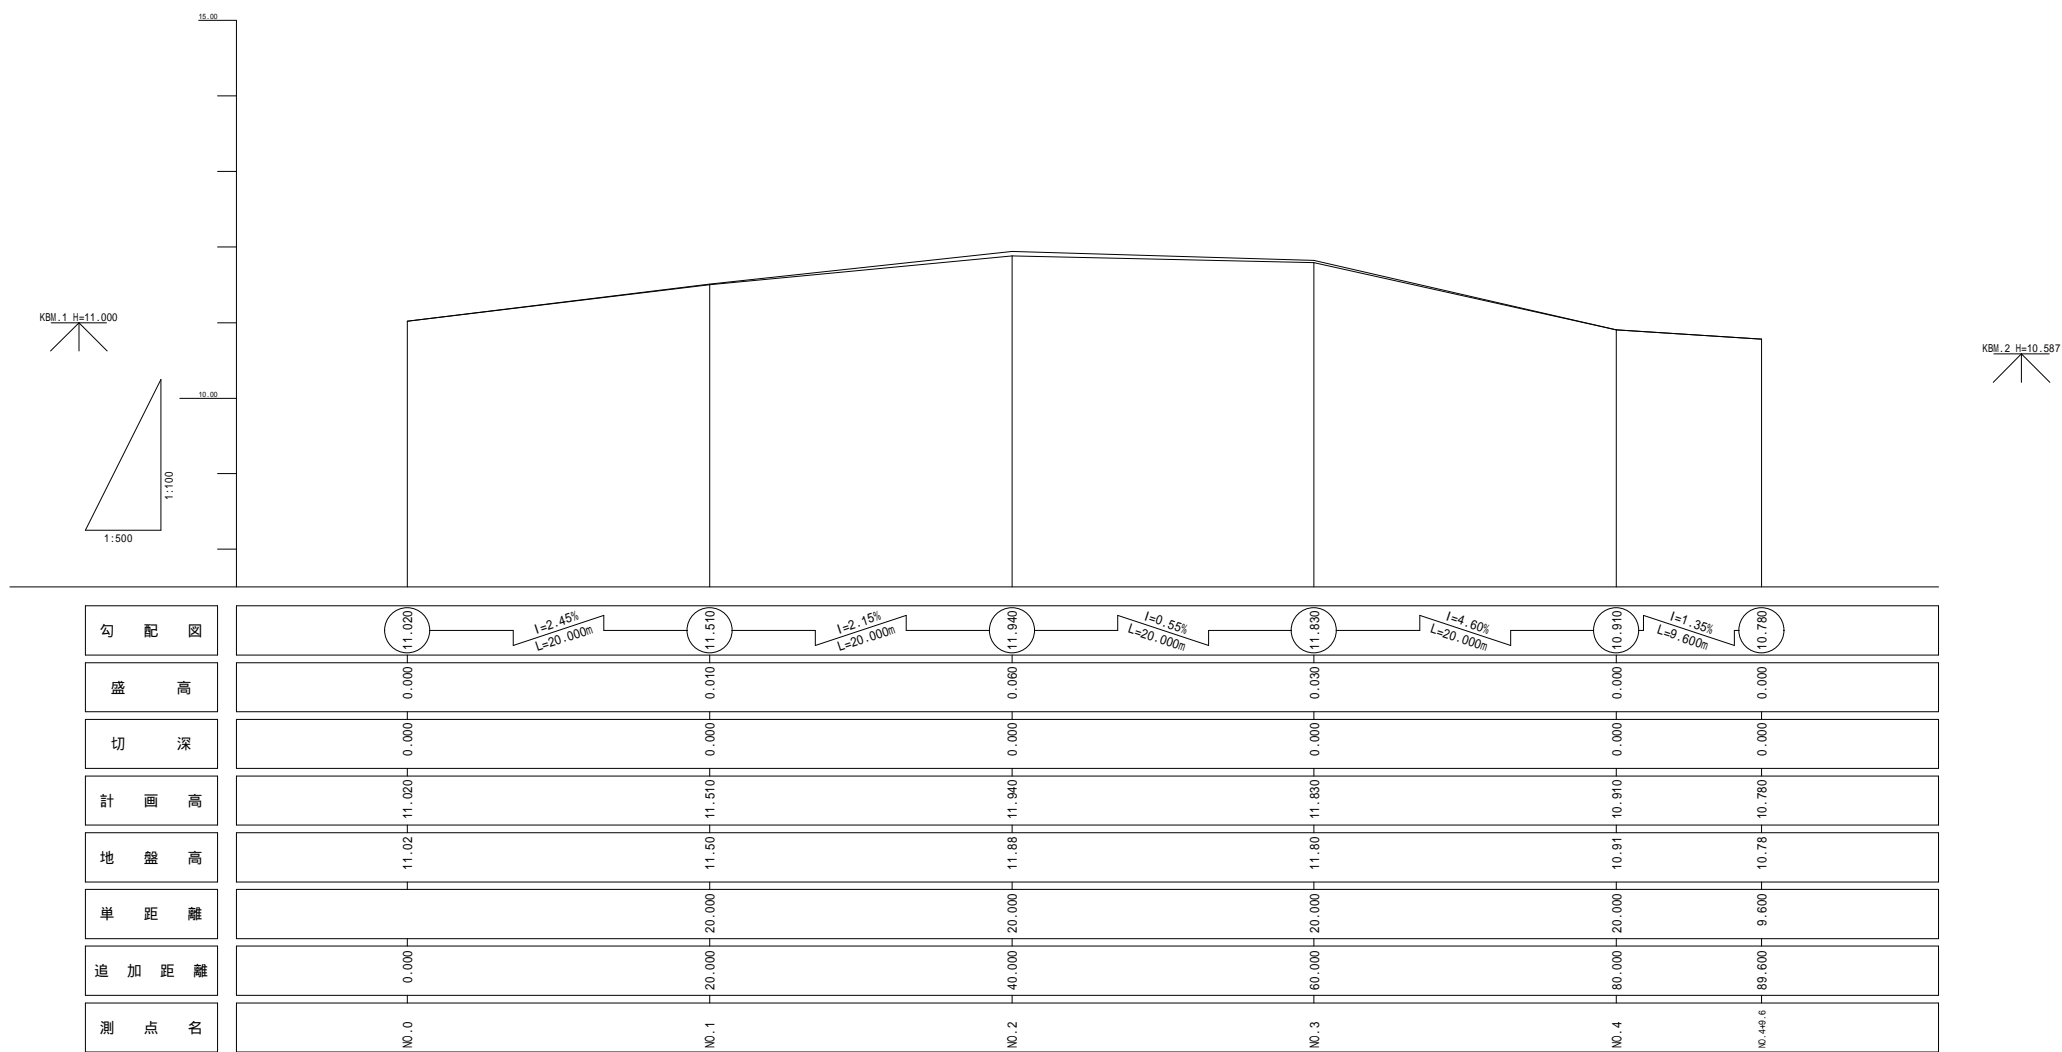 15.00
KBM.1 H=11.000
KBM.2 H=10.587
10.00
1:100
1:500
勾配図 11.020 I=2.45% L=20.000m 11.510 I=2.15% L=20.000m 11.940 I=0.55% L=20.000m 11.830 I=4.60% L=20.000m 10.910 I=1.35% L=9.600m 10.780
盛高 0.000 0.010 0.060 0.030 0.000 0.000
切深 0.000 0.000 0.000 0.000 0.000 0.000
計画高 11.020 11.510 11.940 11.830 10.910 10.780
地盤高 11.02 11.50 11.88 11.80 10.91 10.78
単距離 20.000 20.000 20.000 20.000 9.600
追加距離 0.000 20.000 40.000 60.000 80.000 89.600
測点名 NO.0 NO.1 NO.2 NO.3 NO.4 NO.4+9.6